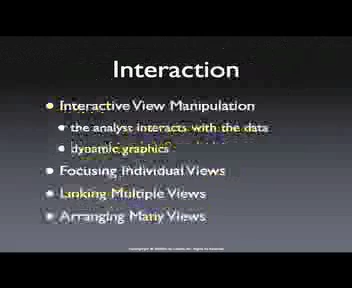 Interaction
Interactive View Manipulation
the analyst interacts with the data
dynamic graphics
Focusing Individual Views
Linking Multiple Views
Arranging Many Views